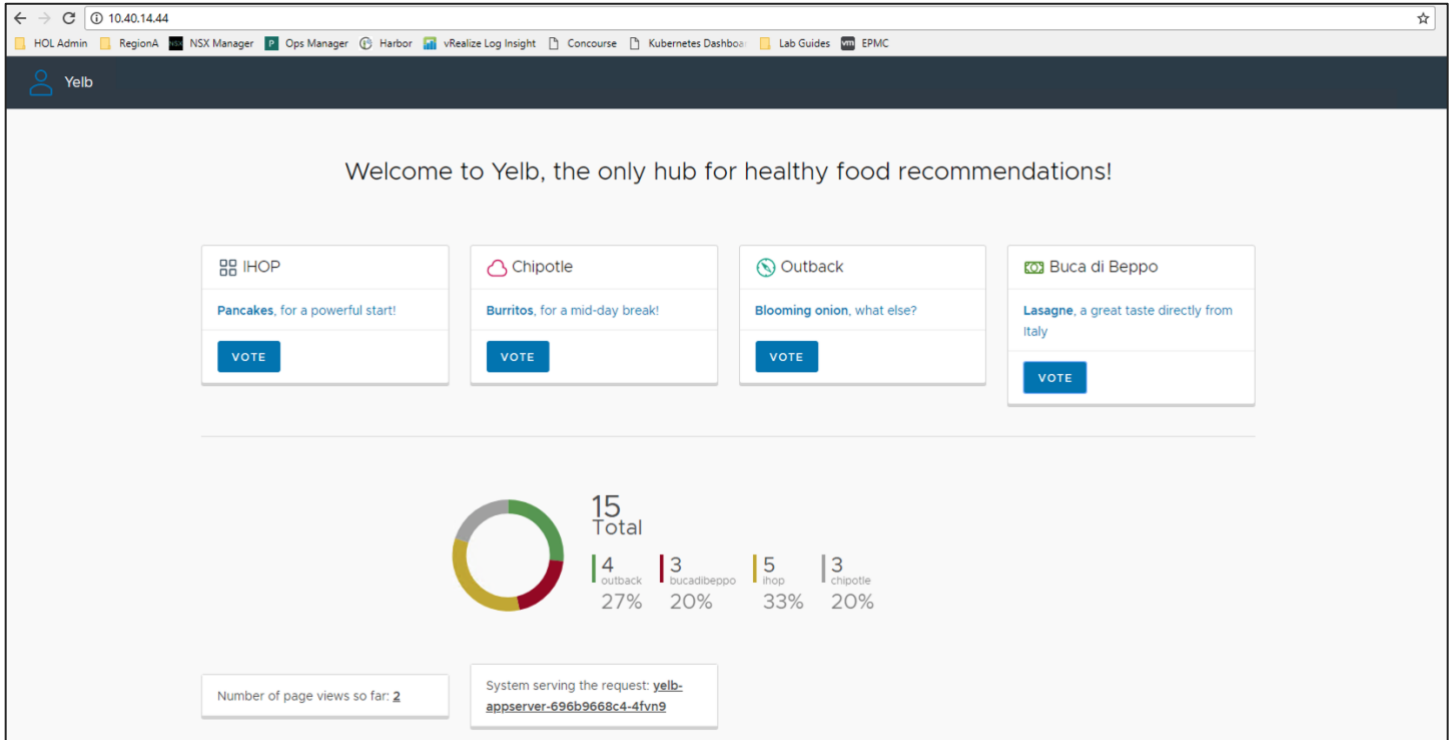 10.40.14.44
HOL Admin RegionA NSX Manager Ops Manager Harbor vRealize Log Insight Concourse Kubernetes Dashboar Lab Guides vm EPMC
Yelb
Welcome to Yelb, the only hub for healthy food recommendations!
IHOP
Pancakes, for a powerful start!
VOTE
Chipotle
Burritos, for a mid-day break!
VOTE
Outback
Blooming onion, what else?
VOTE
Buca di Beppo
Lasagne, a great taste directly from
Italy
VOTE
15
Total
4
outback
27%
3
bucadibeppo
20%
5
ihop
33%
3
chipotle
20%
Number of page views so far: 2
System serving the request: yelb-
appserver-696b9668c4-4fvn9